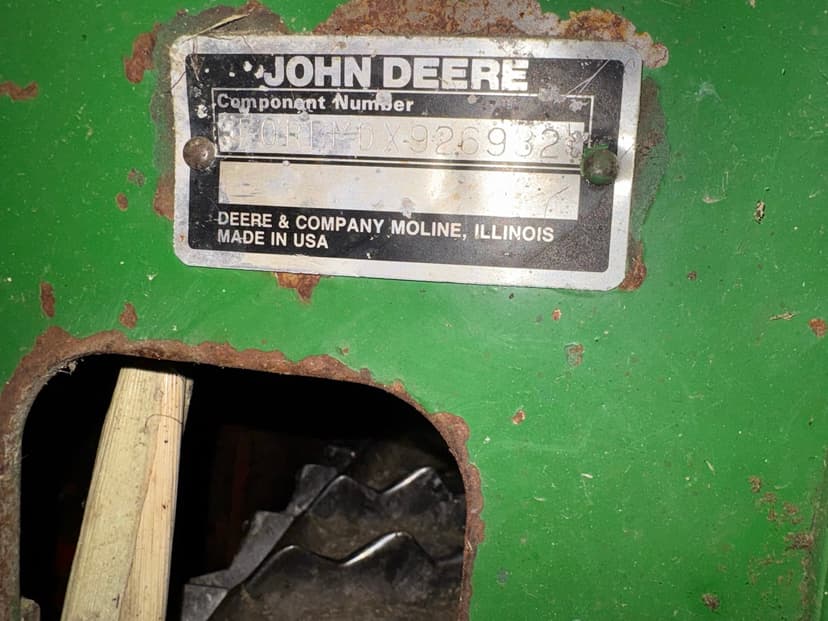 JOHN DEERE
Component Number
DEERE & COMPANY MOLINE, ILLINOIS
MADE IN USA